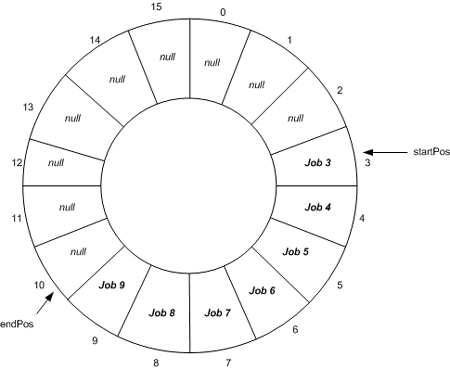 15
0
14
1
null
null
null
null
13
2
null
null
12
null
Job 3
startPos
3
11
null
Job 4
4
null
Job 5
10
Job 9
Job 6
5
endPos
Job 8
Job 7
9
6
8
7